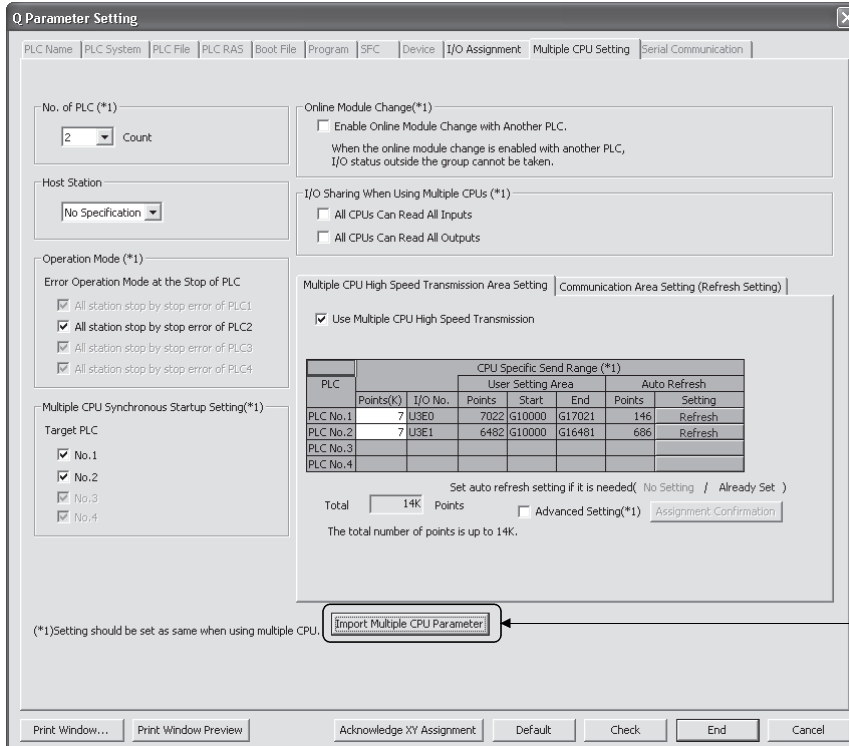 Q Parameter Setting
PLC Name PLC System PLC File PLC RAS Boot File Program SFC Device I/O Assignment Multiple CPU Setting Serial Communication
No. of PLC (*1)
2 Count
Host Station
No Specification
Operation Mode (*1)
Error Operation Mode at the Stop of PLC
All station stop by stop error of PLC1
All station stop by stop error of PLC2
All station stop by stop error of PLC3
All station stop by stop error of PLC4
Multiple CPU Synchronous Startup Setting(*1)
Target PLC
No.1
No.2
No.3
No.4
Online Module Change(*1)
Enable Online Module Change with Another PLC.
When the online module change is enabled with another PLC,
I/O status outside the group cannot be taken.
I/O Sharing When Using Multiple CPUs (*1)
All CPUs Can Read All Inputs
All CPUs Can Read All Outputs
Multiple CPU High Speed Transmission Area Setting Communication Area Setting (Refresh Setting)
Use Multiple CPU High Speed Transmission
CPU Specific Send Range (*1)
PLC User Setting Area Auto Refresh
Points(K) I/O No. Points Start End Points Setting
PLC No.1 7 U3E0 7022 G10000 G17021 146 Refresh
PLC No.2 7 U3E1 6482 G10000 G16481 686 Refresh
PLC No.3
PLC No.4
Set auto refresh setting if it is needed( No Setting / Already Set )
Total 14K Points Advanced Setting(*1) Assignment Confirmation
The total number of points is up to 14K.
(*1)Setting should be set as same when using multiple CPU. Import Multiple CPU Parameter
Print Window... Print Window Preview Acknowledge XY Assignment Default Check End Cancel